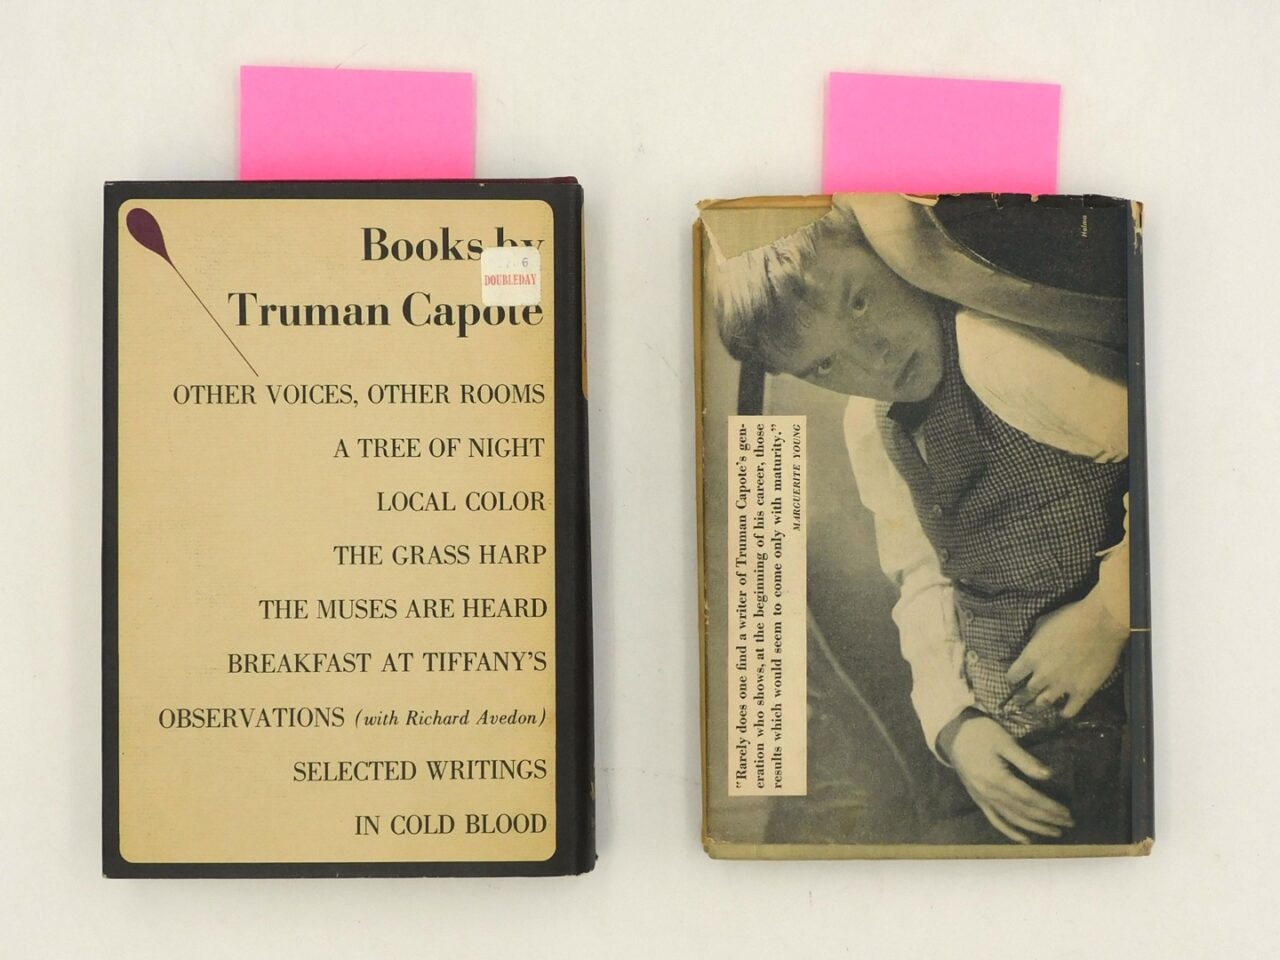 Books by
6
DOUBLEDAY
Truman Capote
OTHER VOICES, OTHER ROOMS
A TREE OF NIGHT
LOCAL COLOR
THE GRASS HARP
THE MUSES ARE HEARD
BREAKFAST AT TIFFANY'S
OBSERVATIONS (with Richard Avedon)
SELECTED WRITINGS
IN COLD BLOOD
Halma
"Rarely does one find a writer of Truman Capote's gen-
eration who shows, at the beginning of his career, those
results which would seem to come only with maturity."
MARGUERITE YOUNG